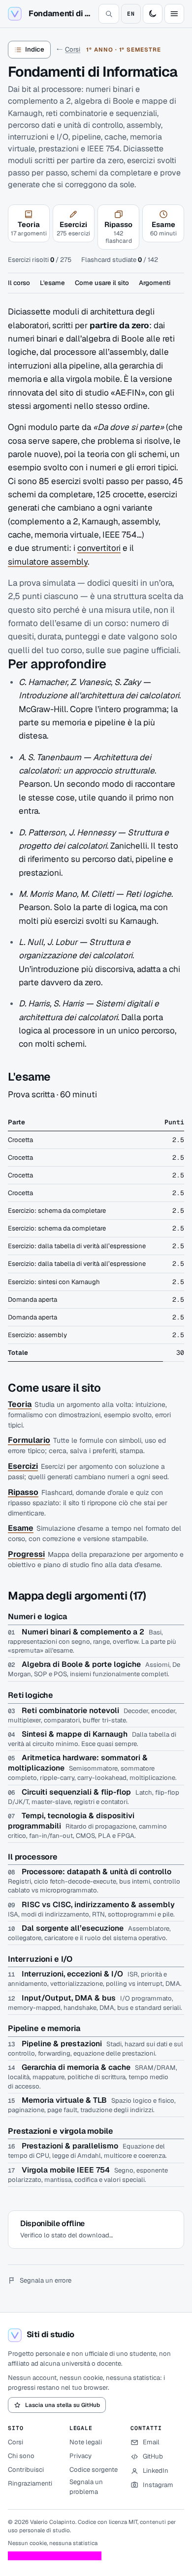 Fondamenti di ...
EN
Indice
← Corsi
1º ANNO · 1º SEMESTRE
Fondamenti di Informatica
Dal bit al processore: numeri binari e
complemento a 2, algebra di Boole e mappe di
Karnaugh, reti combinatorie e sequenziali,
percorso dati e unità di controllo, assembly,
interruzioni e I/O, pipeline, cache, memoria
virtuale, prestazioni e IEEE 754. Diciassette
moduli scritti per partire da zero, esercizi svolti
passo per passo, schemi da completare e prove
generate che si correggono da sole.
Teoria
17 argomenti
Esercizi
275 esercizi
Ripasso
142
flashcard
Esame
60 minuti
Esercizi risolti 0 / 275
Flashcard studiate 0 / 142
Il corso
L'esame
Come usare il sito
Argomenti
Diciassette moduli di architettura degli
elaboratori, scritti per partire da zero: dai
numeri binari e dall'algebra di Boole alle reti
logiche, dal processore all'assembly, dalle
interruzioni alla pipeline, alla gerarchia di
memoria e alla virgola mobile. È la versione
rinnovata del sito di studio «AE-FIN», con gli
stessi argomenti nello stesso ordine.
Ogni modulo parte da «Da dove si parte» (che
cosa serve sapere, che problema si risolve, le
parole nuove), poi la teoria con gli schemi, un
esempio svolto con i numeri e gli errori tipici.
Ci sono 85 esercizi svolti passo per passo, 45
schemi da completare, 125 crocette, esercizi
generati che cambiano a ogni variante
(complemento a 2, Karnaugh, assembly,
cache, memoria virtuale, IEEE 754…)
e due strumenti: i convertitori e il
simulatore assembly.
La prova simulata — dodici quesiti in un'ora,
2,5 punti ciascuno — è una struttura scelta da
questo sito perché è una misura utile, non il
formato dell'esame di un corso: numero di
quesiti, durata, punteggi e date valgono come
quelli del tuo corso, sulle sue pagine ufficiali.
Per approfondire
C. Hamacher, Z. Vranesic, S. Zaky —
Introduzione all'architettura dei calcolatori.
McGraw-Hill. Copre l'intero programma; la
parte su memoria e pipeline è la più
distesa.
A. S. Tanenbaum — Architettura dei
calcolatori: un approccio strutturale.
Pearson. Un secondo modo di raccontare
le stesse cose, utile quando il primo non
entra.
D. Patterson, J. Hennessy — Struttura e
progetto dei calcolatori. Zanichelli. Il testo
di riferimento su percorso dati, pipeline e
prestazioni.
M. Morris Mano, M. Ciletti — Reti logiche.
Pearson. Solo la parte di logica, ma con
molti più esercizi svolti su Karnaugh.
L. Null, J. Lobur — Struttura e
organizzazione dei calcolatori.
Un'introduzione più discorsiva, adatta a chi
parte davvero da zero.
D. Harris, S. Harris — Sistemi digitali e
architettura dei calcolatori. Dalla porta
logica al processore in un unico percorso,
con molti schemi.
L'esame
Prova scritta · 60 minuti
Parte Punti
Crocetta 2.5
Crocetta 2.5
Crocetta 2.5
Crocetta 2.5
Esercizio: schema da completare 2.5
Esercizio: schema da completare 2.5
Esercizio: dalla tabella di verità all'espressione 2.5
Esercizio: dalla tabella di verità all'espressione 2.5
Esercizio: sintesi con Karnaugh 2.5
Domanda aperta 2.5
Domanda aperta 2.5
Esercizio: assembly 2.5
Totale 30
Come usare il sito
Teoria Studia un argomento alla volta: intuizione,
formalismo con dimostrazioni, esempio svolto, errori
tipici.
Formulario Tutte le formule con simboli, uso ed
errore tipico; cerca, salva i preferiti, stampa.
Esercizi Esercizi per argomento con soluzione a
passi; quelli generati cambiano numeri a ogni seed.
Ripasso Flashcard, domande d'orale e quiz con
ripasso spaziato: il sito ti ripropone ciò che stai per
dimenticare.
Esame Simulazione d'esame a tempo nel formato del
corso, con correzione e versione stampabile.
Progressi Mappa della preparazione per argomento e
obiettivo e piano di studio fino alla data d'esame.
Mappa degli argomenti (17)
Numeri e logica
01 Numeri binari & complemento a 2 Basi,
rappresentazioni con segno, range, overflow. La parte più
«spremuta» all'esame.
02 Algebra di Boole & porte logiche Assiomi, De
Morgan, SOP e POS, insiemi funzionalmente completi.
Reti logiche
03 Reti combinatorie notevoli Decoder, encoder,
multiplexer, comparatori, buffer tri-state.
04 Sintesi & mappe di Karnaugh Dalla tabella di
verità al circuito minimo. Esce quasi sempre.
05 Aritmetica hardware: sommatori &
moltiplicazione Semisommatore, sommatore
completo, ripple-carry, carry-lookahead, moltiplicazione.
06 Circuiti sequenziali & flip-flop Latch, flip-flop
D/JK/T, master-slave, registri e contatori.
07 Tempi, tecnologia & dispositivi
programmabili Ritardo di propagazione, cammino
critico, fan-in/fan-out, CMOS, PLA e FPGA.
Il processore
08 Processore: datapath & unità di controllo
Registri, ciclo fetch-decode-execute, bus interni, controllo
cablato vs microprogrammato.
09 RISC vs CISC, indirizzamento & assembly
ISA, modi di indirizzamento, RTN, sottoprogrammi e pile.
10 Dal sorgente all'esecuzione Assemblatore,
collegatore, caricatore e il ruolo del sistema operativo.
Interruzioni e I/O
11 Interruzioni, eccezioni & I/O ISR, priorità e
annidamento, vettorizzazione, polling vs interrupt, DMA.
12 Input/Output, DMA & bus I/O programmato,
memory-mapped, handshake, DMA, bus e standard seriali.
Pipeline e memoria
13 Pipeline & prestazioni Stadi, hazard sui dati e sul
controllo, forwarding, equazione delle prestazioni.
14 Gerarchia di memoria & cache SRAM/DRAM,
località, mappature, politiche di scrittura, tempo medio
di accesso.
15 Memoria virtuale & TLB Spazio logico e fisico,
paginazione, page fault, traduzione degli indirizzi.
Prestazioni e virgola mobile
16 Prestazioni & parallelismo Equazione del
tempo di CPU, legge di Amdahl, multicore e coerenza.
17 Virgola mobile IEEE 754 Segno, esponente
polarizzato, mantissa, codifica e valori speciali.
Disponibile offline
Verifico lo stato del download…
Segnala un errore
Siti di studio
Progetto personale e non ufficiale di uno studente, non
affiliato ad alcuna università o docente.
Nessun account, nessun cookie, nessuna statistica: i
progressi restano nel tuo browser.
Lascia una stella su GitHub
SITO
Corsi
Chi sono
Contribuisci
Ringraziamenti
LEGALE
Note legali
Privacy
Codice sorgente
Segnala un
problema
CONTATTI
Email
GitHub
LinkedIn
Instagram
© 2026 Valerio Colapinto. Codice con licenza MIT, contenuti per
uso personale di studio.
Nessun cookie, nessuna statistica